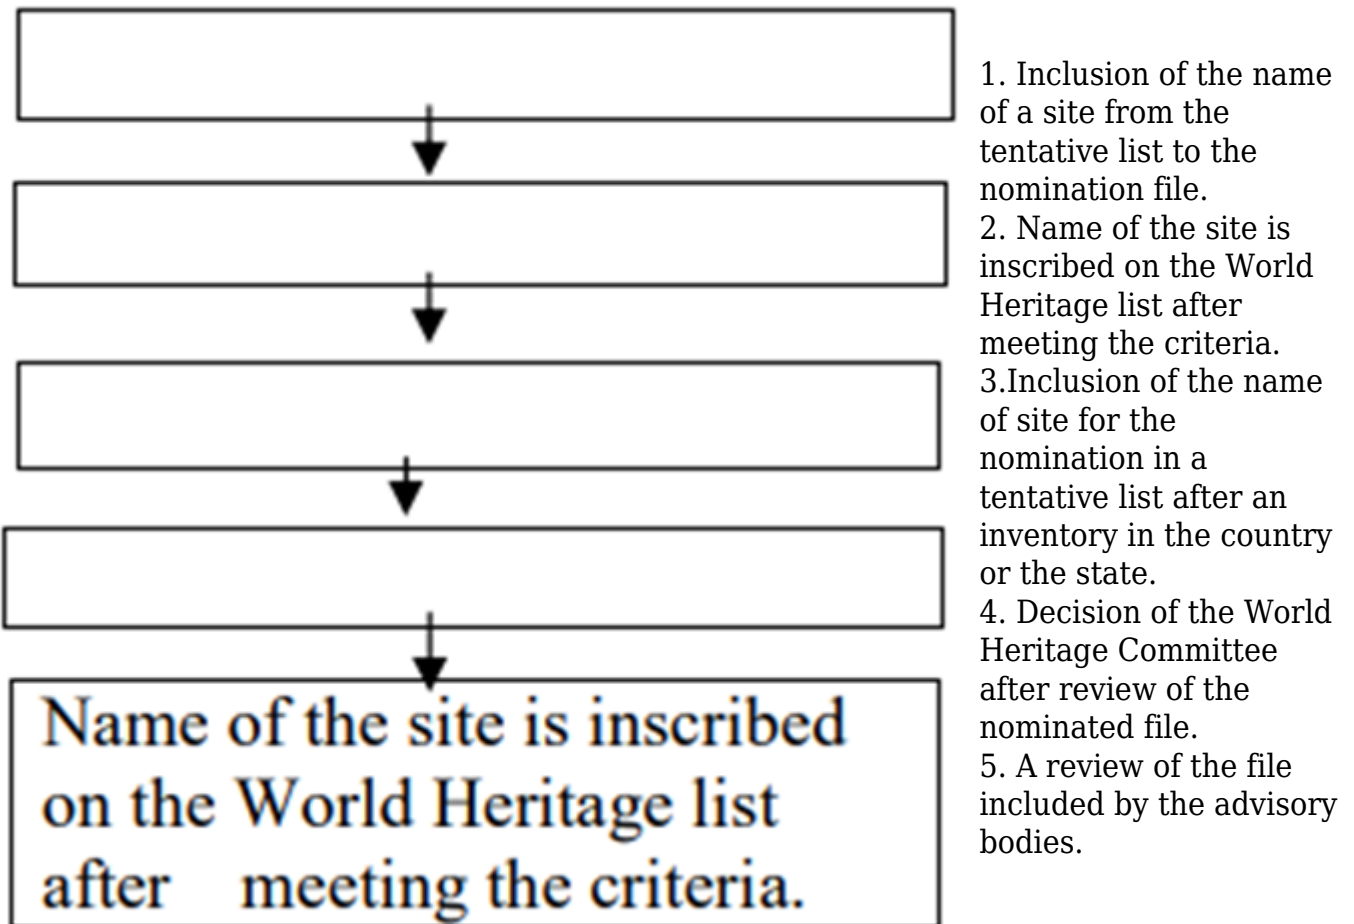 Name of the site is inscribed
on the World Heritage list
after meeting the criteria.
1. Inclusion of the name
of a site from the
tentative list to the
nomination file.
2. Name of the site is
inscribed on the World
Heritage list after
meeting the criteria.
3.Inclusion of the name
of site for the
nomination in a
tentative list after an
inventory in the country
or the state.
4. Decision of the World
Heritage Committee
after review of the
nominated file.
5. A review of the file
included by the advisory
bodies.